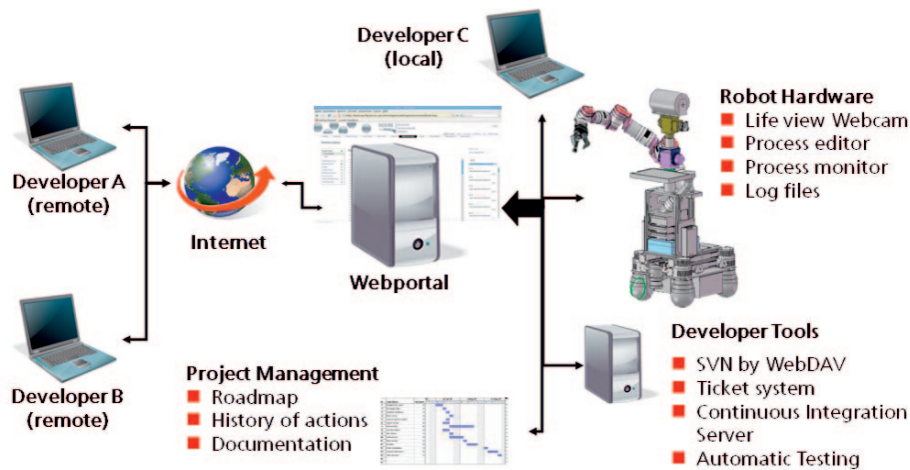 Developer C
(local)
Robot Hardware
Life view Webcam
Process editor
Process monitor
Log files
Developer A
(remote)
Internet
Webportal
Developer B
(remote)
Project Management
Roadmap
History of actions
Documentation
Developer Tools
SVN by WebDAV
Ticket system
Continuous Integration
Server
Automatic Testing